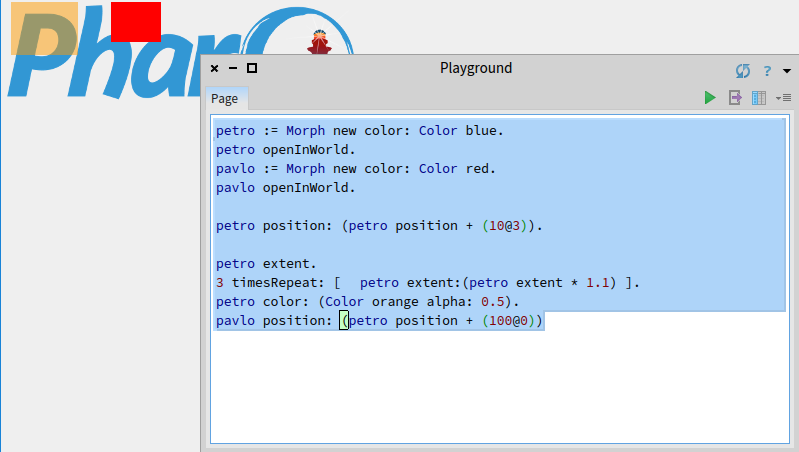 Phar
Playground
?
Page
petro := Morph new color: Color blue.
petro openInWorld.
pavlo := Morph new color: Color red.
pavlo openInWorld.
petro position: (petro position + (10@3)).
petro extent.
3 timesRepeat: [  petro extent:(petro extent * 1.1) ].
petro color: (Color orange alpha: 0.5).
pavlo position: (petro position + (100@0))